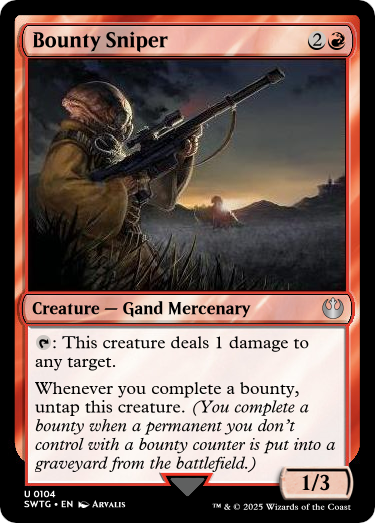 Bounty Sniper 2
Creature — Gand Mercenary
: This creature deals 1 damage to
any target.
Whenever you complete a bounty,
untap this creature. (You complete a
bounty when a permanent you don't
control with a bounty counter is put into a
graveyard from the battlefield.)
1/3
U 0104
SWTG • EN Arvalis
™ & © 2025 Wizards of the Coast